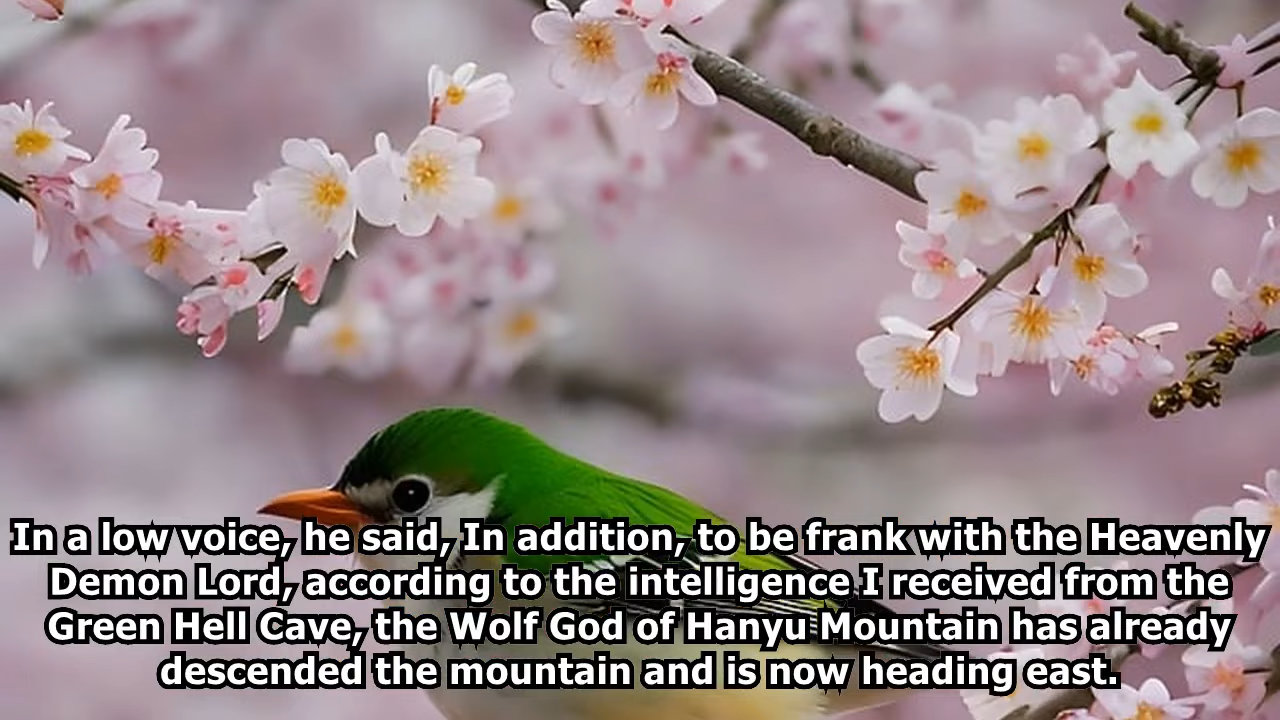 In a low voice, he said, In addition, to be frank with the Heavenly
Demon Lord, according to the intelligence I received from the
Green Hell Cave, the Wolf God of Hanyu Mountain has already
descended the mountain and is now heading east.